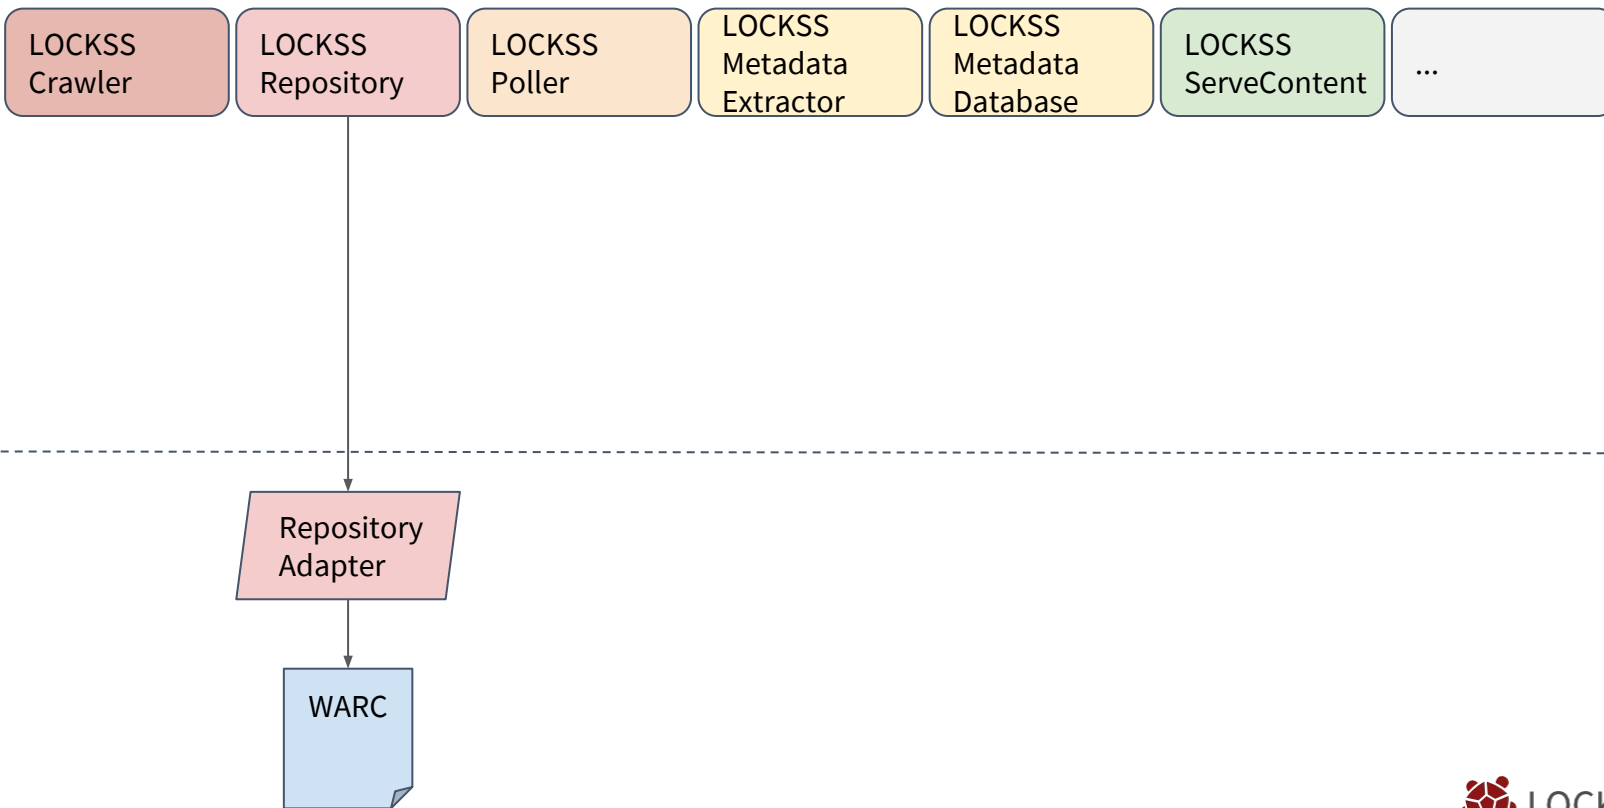 LOCKSS
Crawler
LOCKSS
Repository
LOCKSS
Poller
LOCKSS
Metadata
Extractor
LOCKSS
Metadata
Database
LOCKSS
ServeContent
...
Repository
Adapter
WARC